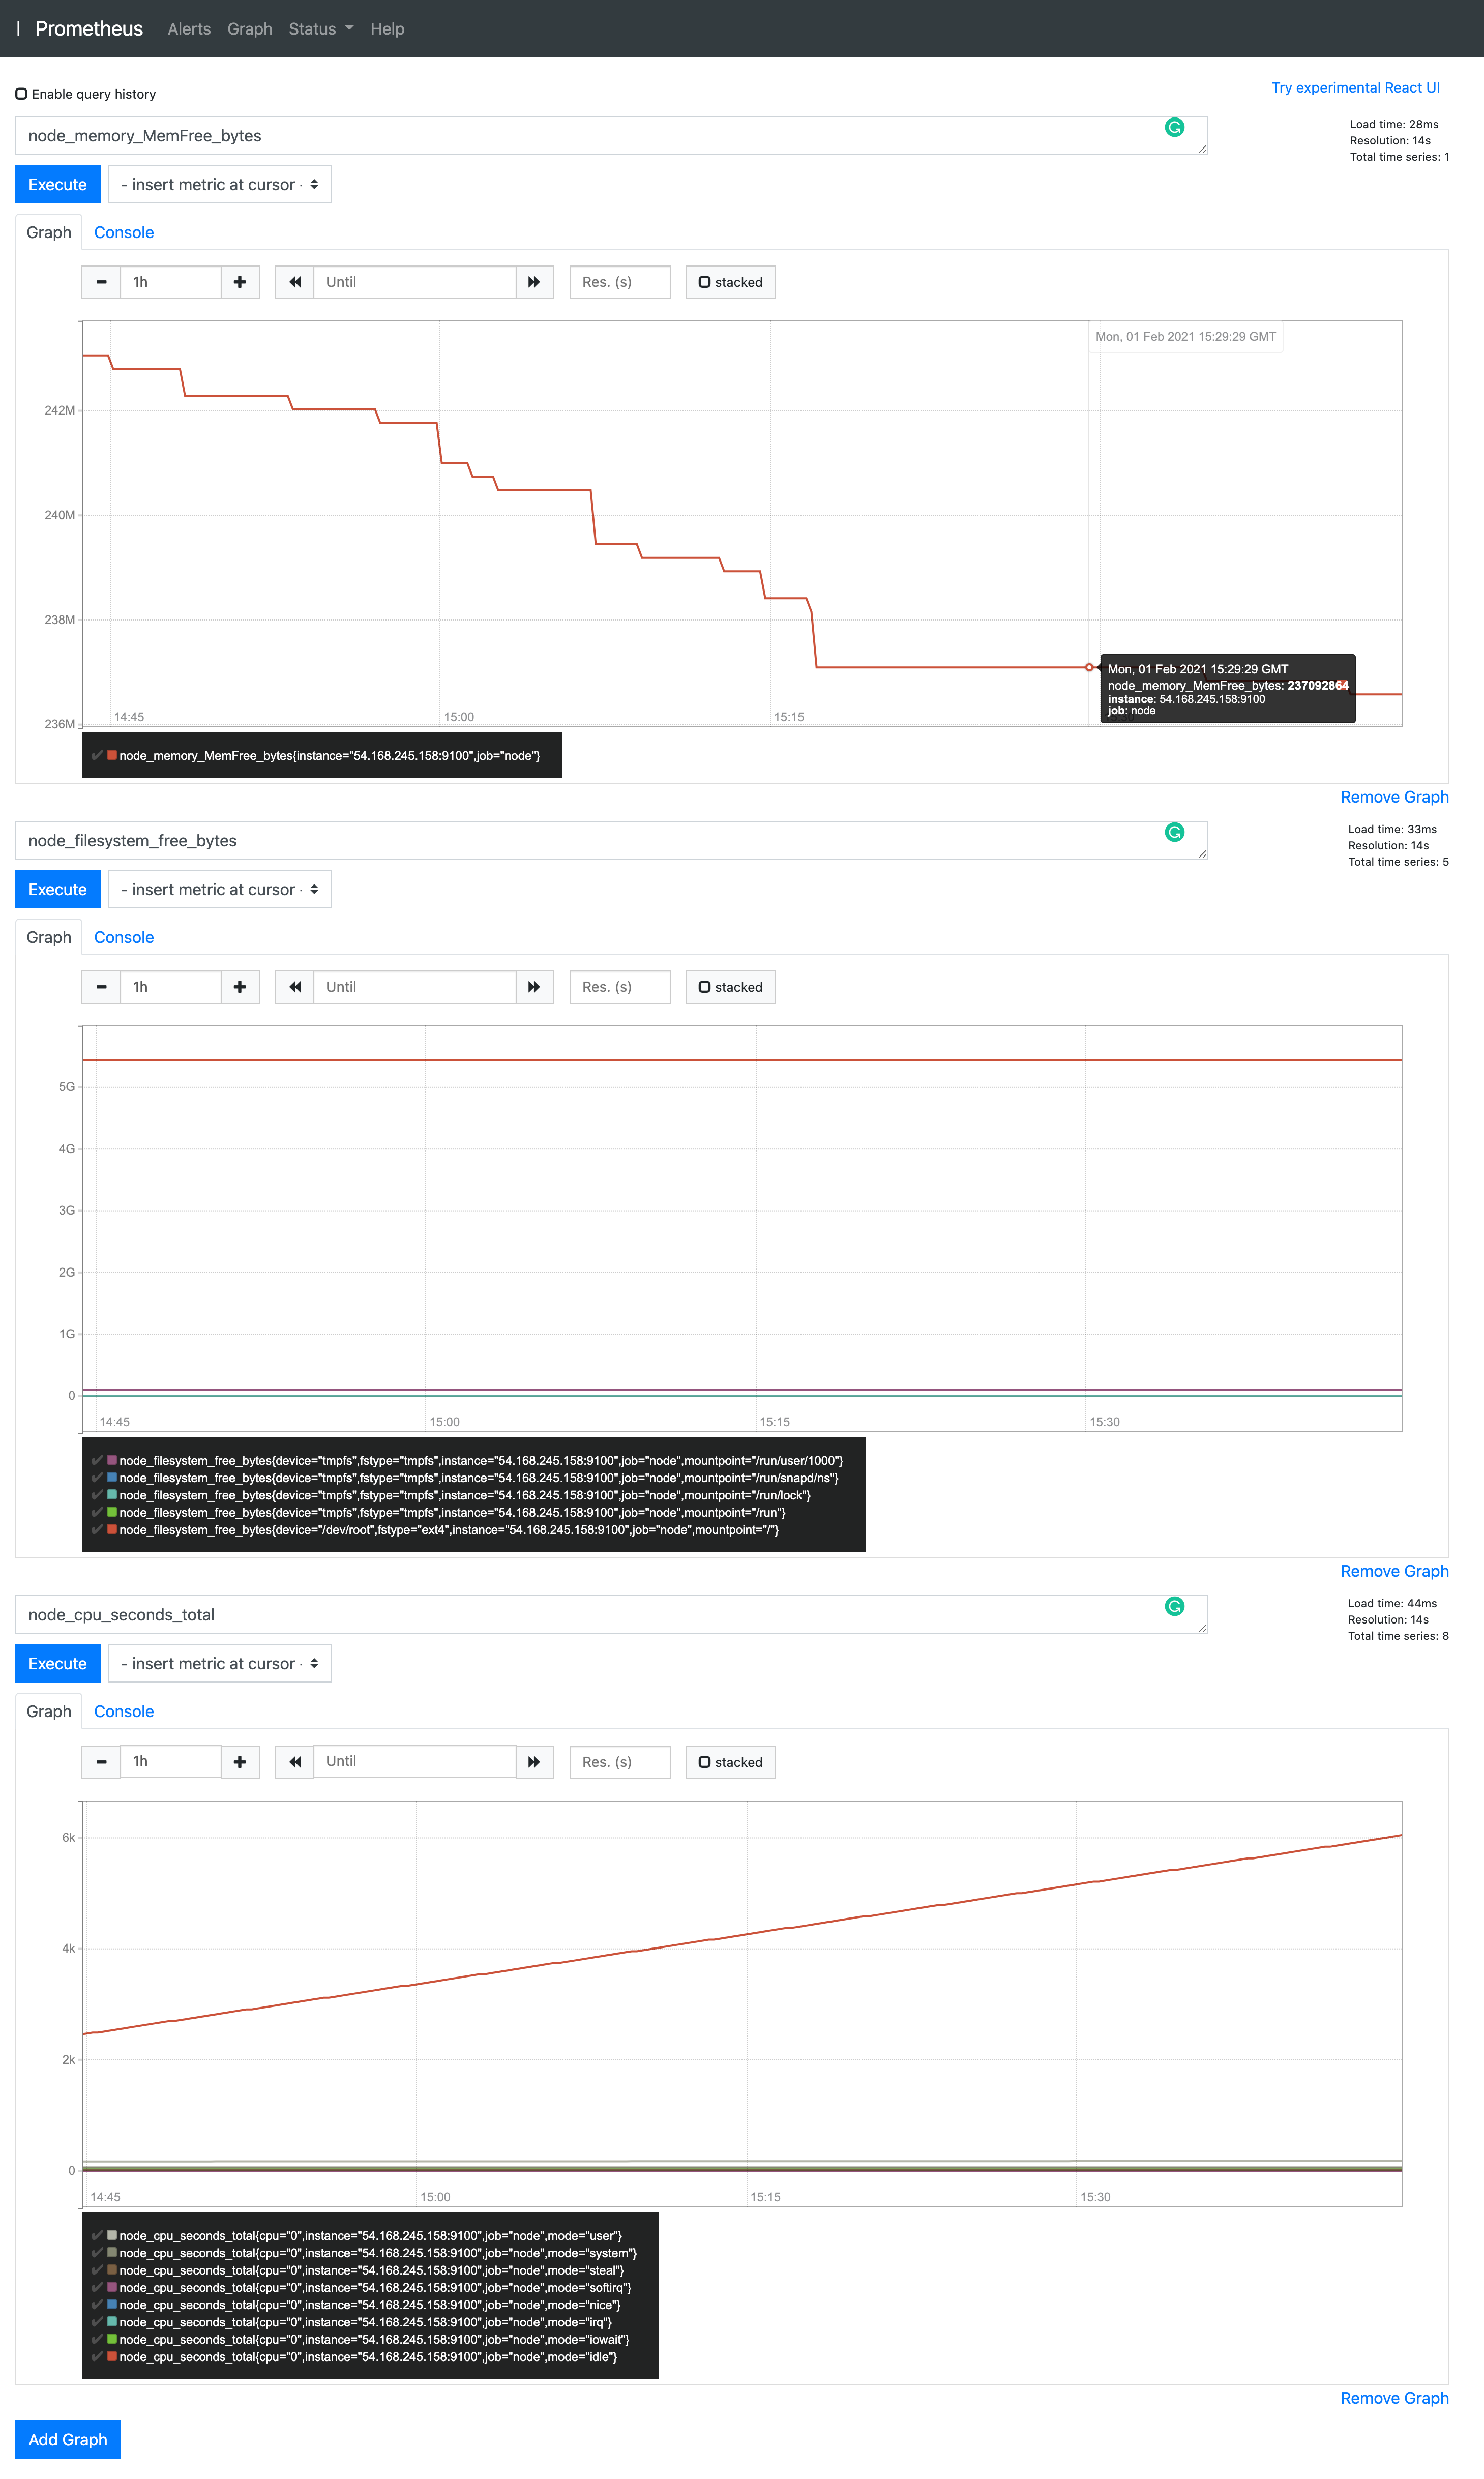 Prometheus Alerts Graph Status Help
Enable query history
Try experimental React UI
node_memory_MemFree_bytes
Load time: 28ms
Resolution: 14s
Total time series: 1
Execute - insert metric at cursor -
Graph Console
1h Until Res. (s) stacked
Mon, 01 Feb 2021 15:29:29 GMT
242M
240M
238M
236M
Mon, 01 Feb 2021 15:29:29 GMT
node_memory_MemFree_bytes: 237092864
instance: 54.168.245.158:9100
job: node
14:45 15:00 15:15 15:30
node_memory_MemFree_bytes{instance="54.168.245.158:9100",job="node"}
Remove Graph
node_filesystem_free_bytes
Load time: 33ms
Resolution: 14s
Total time series: 5
Execute - insert metric at cursor -
Graph Console
1h Until Res. (s) stacked
5G
4G
3G
2G
1G
0
14:45 15:00 15:15 15:30
node_filesystem_free_bytes{device="tmpfs",fstype="tmpfs",instance="54.168.245.158:9100",job="node",mountpoint="/run/user/1000"}
node_filesystem_free_bytes{device="tmpfs",fstype="tmpfs",instance="54.168.245.158:9100",job="node",mountpoint="/run/snapd/ns"}
node_filesystem_free_bytes{device="tmpfs",fstype="tmpfs",instance="54.168.245.158:9100",job="node",mountpoint="/run/lock"}
node_filesystem_free_bytes{device="tmpfs",fstype="tmpfs",instance="54.168.245.158:9100",job="node",mountpoint="/run"}
node_filesystem_free_bytes{device="/dev/root",fstype="ext4",instance="54.168.245.158:9100",job="node",mountpoint="/"}
Remove Graph
node_cpu_seconds_total
Load time: 44ms
Resolution: 14s
Total time series: 8
Execute - insert metric at cursor -
Graph Console
1h Until Res. (s) stacked
6k
4k
2k
0
14:45 15:00 15:15 15:30
node_cpu_seconds_total{cpu="0",instance="54.168.245.158:9100",job="node",mode="user"}
node_cpu_seconds_total{cpu="0",instance="54.168.245.158:9100",job="node",mode="system"}
node_cpu_seconds_total{cpu="0",instance="54.168.245.158:9100",job="node",mode="steal"}
node_cpu_seconds_total{cpu="0",instance="54.168.245.158:9100",job="node",mode="softirq"}
node_cpu_seconds_total{cpu="0",instance="54.168.245.158:9100",job="node",mode="nice"}
node_cpu_seconds_total{cpu="0",instance="54.168.245.158:9100",job="node",mode="irq"}
node_cpu_seconds_total{cpu="0",instance="54.168.245.158:9100",job="node",mode="iowait"}
node_cpu_seconds_total{cpu="0",instance="54.168.245.158:9100",job="node",mode="idle"}
Remove Graph
Add Graph